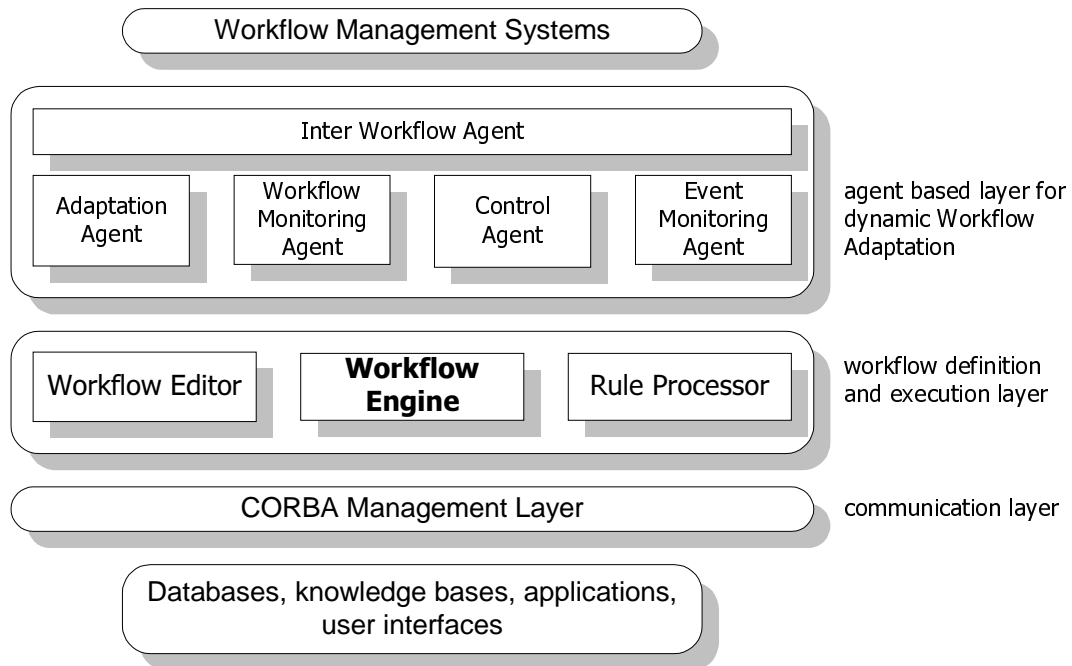 Workflow Management Systems
Inter Workflow Agent
Adaptation
Agent
Workflow
Monitoring
Agent
Control
Agent
Event
Monitoring
Agent
agent based layer for
dynamic Workflow
Adaptation
Workflow Editor
Workflow
Engine
Rule Processor
workflow definition
and execution layer
CORBA Management Layer
communication layer
Databases, knowledge bases, applications,
user interfaces